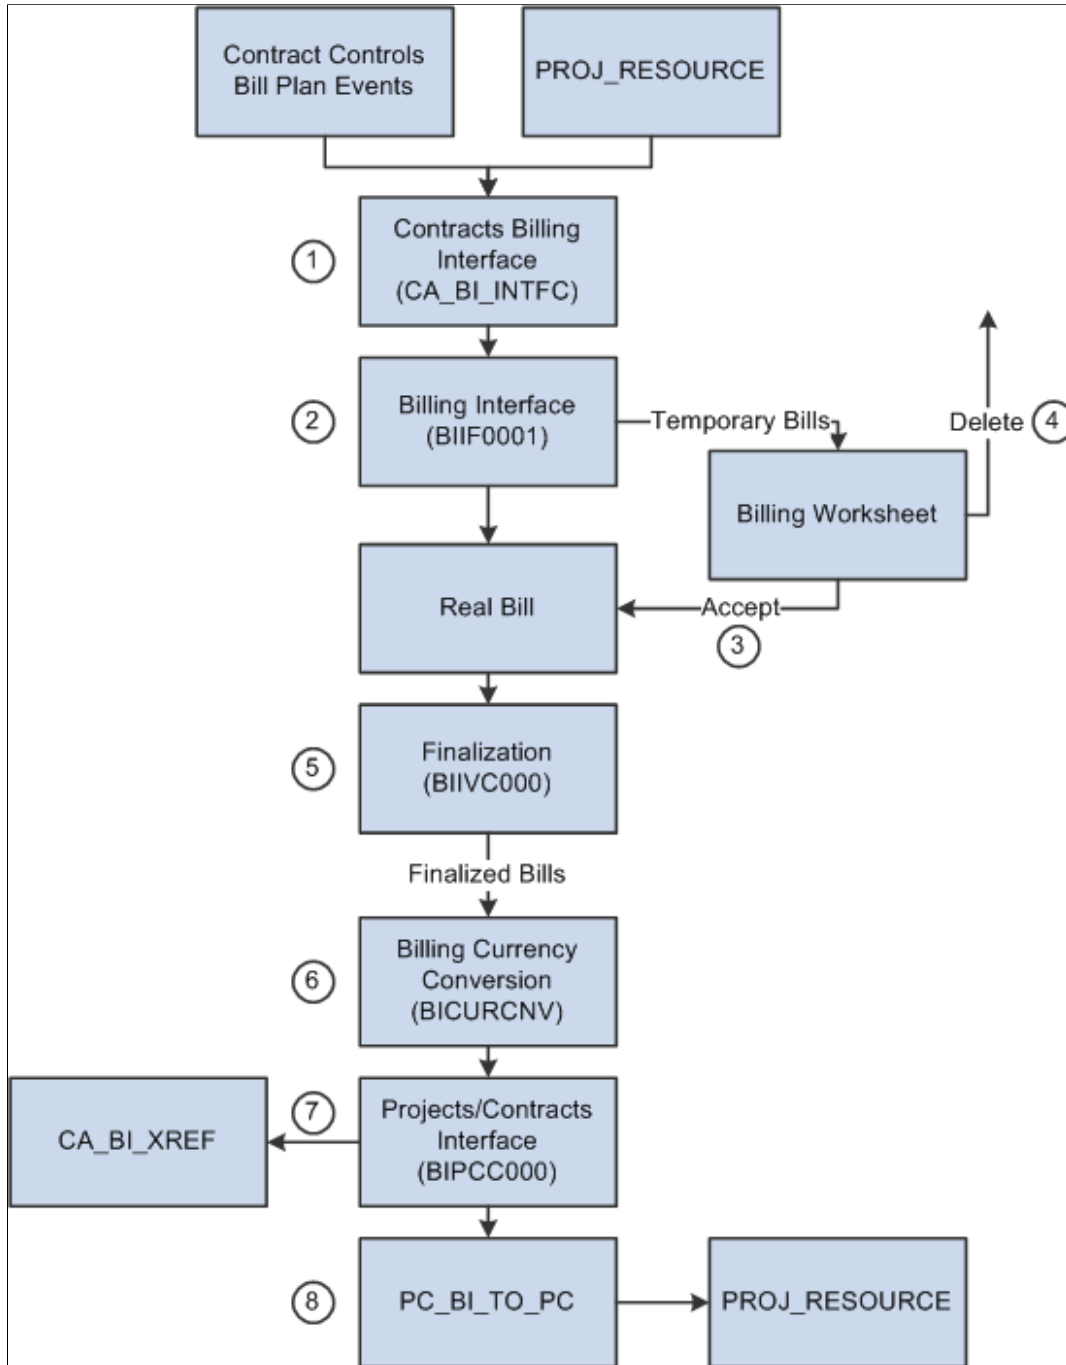 Contract Controls
Bill Plan Events
PROJ_RESOURCE
1
Contracts Billing
Interface
(CA_BI_INTFC)
2
Billing Interface
(BIIF0001)
Temporary Bills
Delete
4
Billing Worksheet
Real Bill
Accept
3
5
Finalization
(BIIVC000)
Finalized Bills
6
Billing Currency
Conversion
(BICURCNV)
CA_BI_XREF
7
Projects/Contracts
Interface
(BIPCC000)
8
PC_BI_TO_PC
PROJ_RESOURCE